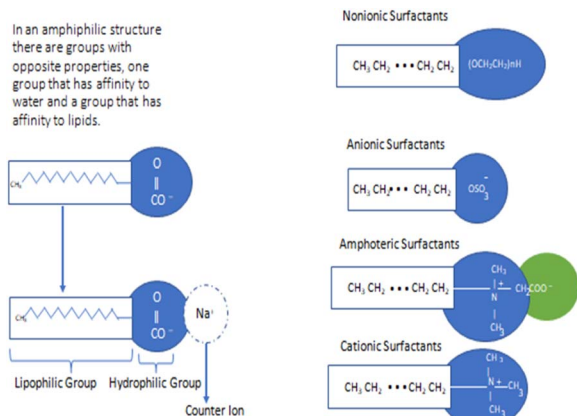 In an amphiphilic structure
there are groups with
opposite properties, one
group that has affinity to
water and a group that has
affinity to lipids.
CH₃
O
||
CO⁻
CH₃
O
||
CO⁻
Na⁺
Lipophilic Group
Hydrophilic Group
Counter Ion
Nonionic Surfactants
CH₃ CH₂ ••• CH₂ CH₂ (OCH₂CH₂)nH
Anionic Surfactants
CH₃ CH₂ ••• CH₂ CH₂ OSO₃⁻
Amphoteric Surfactants
CH₃
|+
CH₃ CH₂ ••• CH₂ CH₂ — N — CH₂COO⁻
|
CH₃
Cationic Surfactants
CH₃
|
CH₃ CH₂ ••• CH₂ CH₂ — N+ — CH₃
|
CH₃